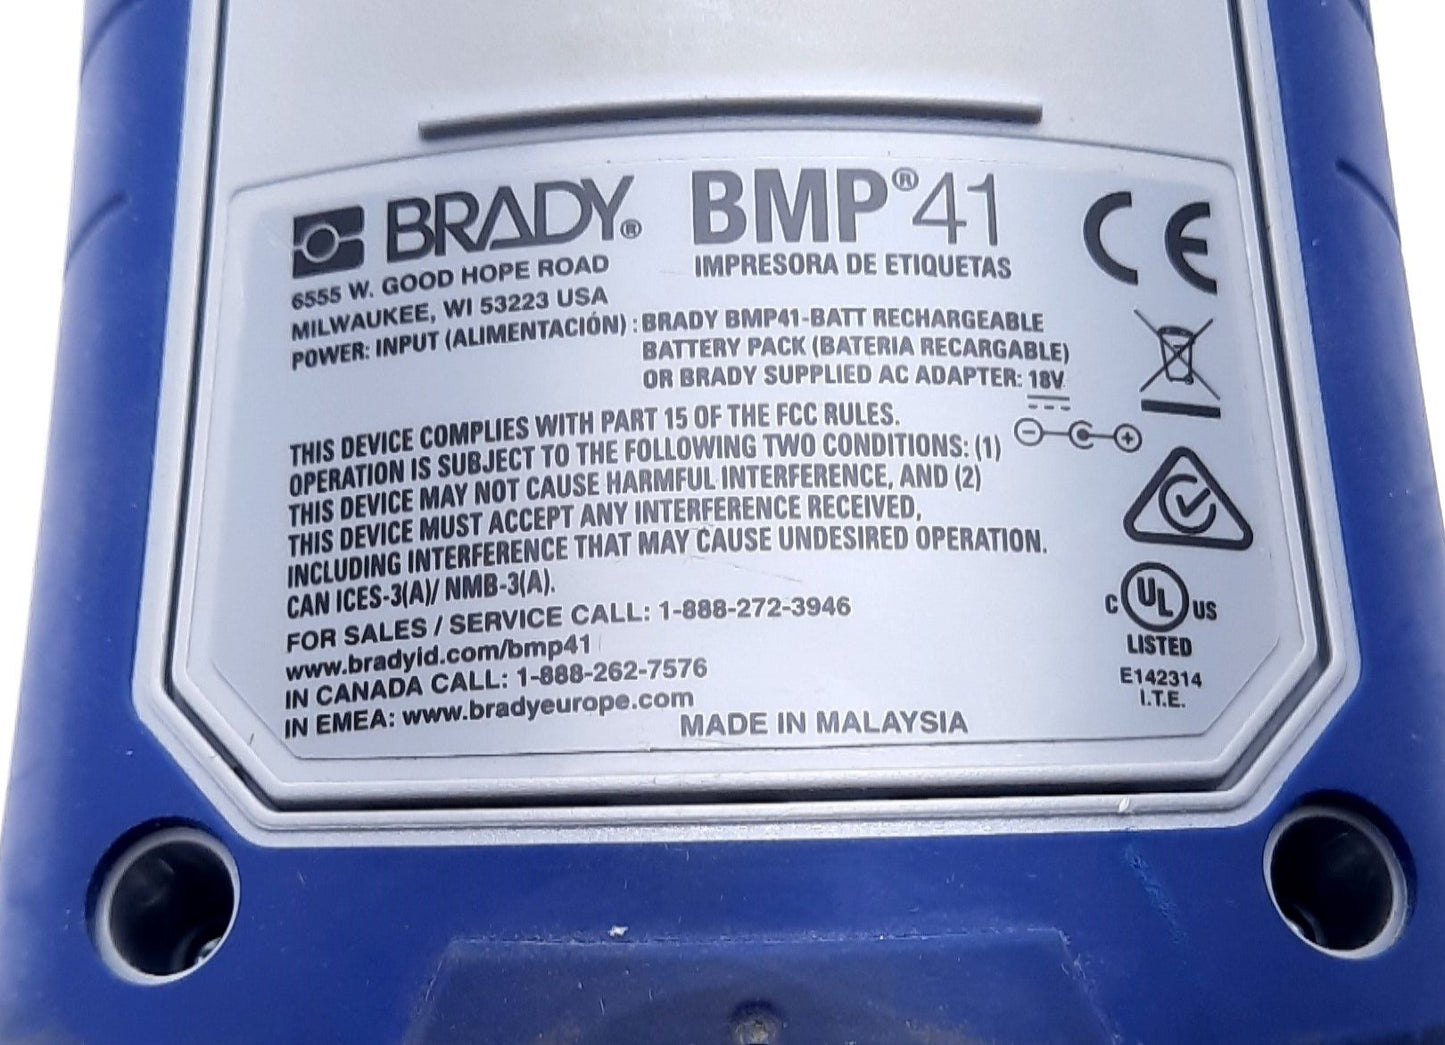 BRADY®
6555 W. GOOD HOPE ROAD
MILWAUKEE, WI 53223 USA
BMP®41
IMPRESORA DE ETIQUETAS
CE
POWER: INPUT (ALIMENTACIÓN) : BRADY BMP41-BATT RECHARGEABLE
BATTERY PACK (BATERIA RECARGABLE)
OR BRADY SUPPLIED AC ADAPTER: 18V
THIS DEVICE COMPLIES WITH PART 15 OF THE FCC RULES.
OPERATION IS SUBJECT TO THE FOLLOWING TWO CONDITIONS: (1)
THIS DEVICE MAY NOT CAUSE HARMFUL INTERFERENCE, AND (2)
THIS DEVICE MUST ACCEPT ANY INTERFERENCE RECEIVED,
INCLUDING INTERFERENCE THAT MAY CAUSE UNDESIRED OPERATION.
CAN ICES-3(A)/ NMB-3(A).
FOR SALES / SERVICE CALL: 1-888-272-3946
www.bradyid.com/bmp41
IN CANADA CALL: 1-888-262-7576
IN EMEA: www.bradyeurope.com
MADE IN MALAYSIA
C UL US
LISTED
E142314
I.T.E.